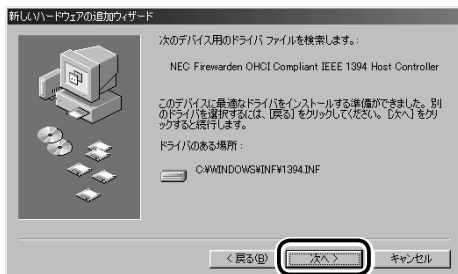 新しいハードウェアの追加ウィザード
次のデバイス用のドライバ ファイルを検索します。:
NEC Firewarden OHCI Compliant IEEE 1394 Host Controller
このデバイスに最適なドライバをインストールする準備ができました。別
のドライバを選択するには、[戻る] をクリックしてください。[次へ] をクリ
ックすると続行します。
ドライバのある場所 :
C:¥WINDOWS¥INF¥1394.INF
< 戻る(B) 次へ > キャンセル